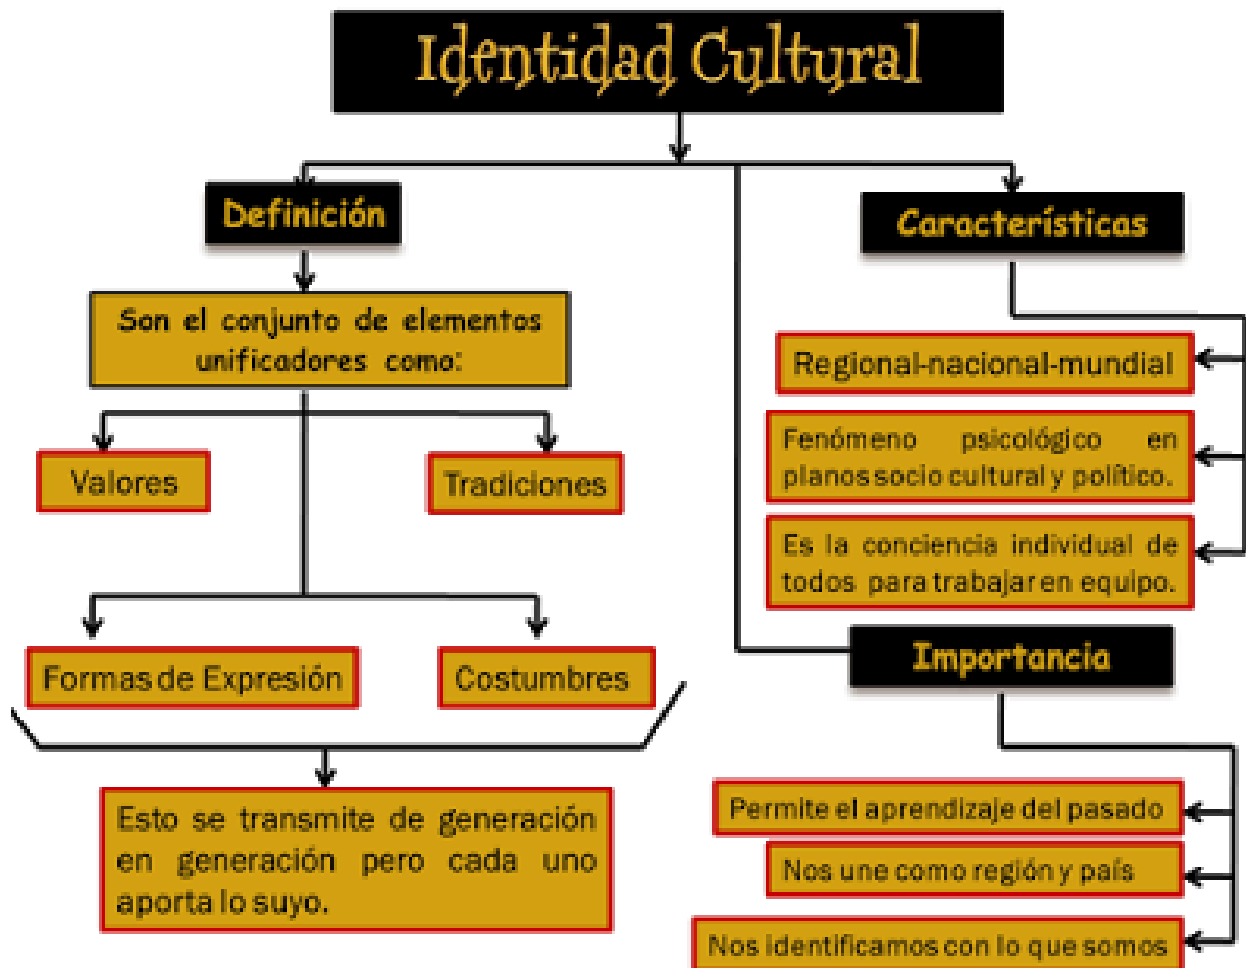 Identidad Cultural
Definición
Son el conjunto de elementos
unificadores como:
Valores
Tradiciones
Formas de Expresión
Costumbres
Esto se transmite de generación
en generación pero cada uno
aporta lo suyo.
Caracterís​ticas
Regional-nacional-mundial
Fenómeno psicológico en
planos socio cultural y político.
Es la conciencia individual de
todos para trabajar en equipo.
Importancia
Permite el aprendizaje del pasado
Nos une como región y país
Nos identificamos con lo que somos